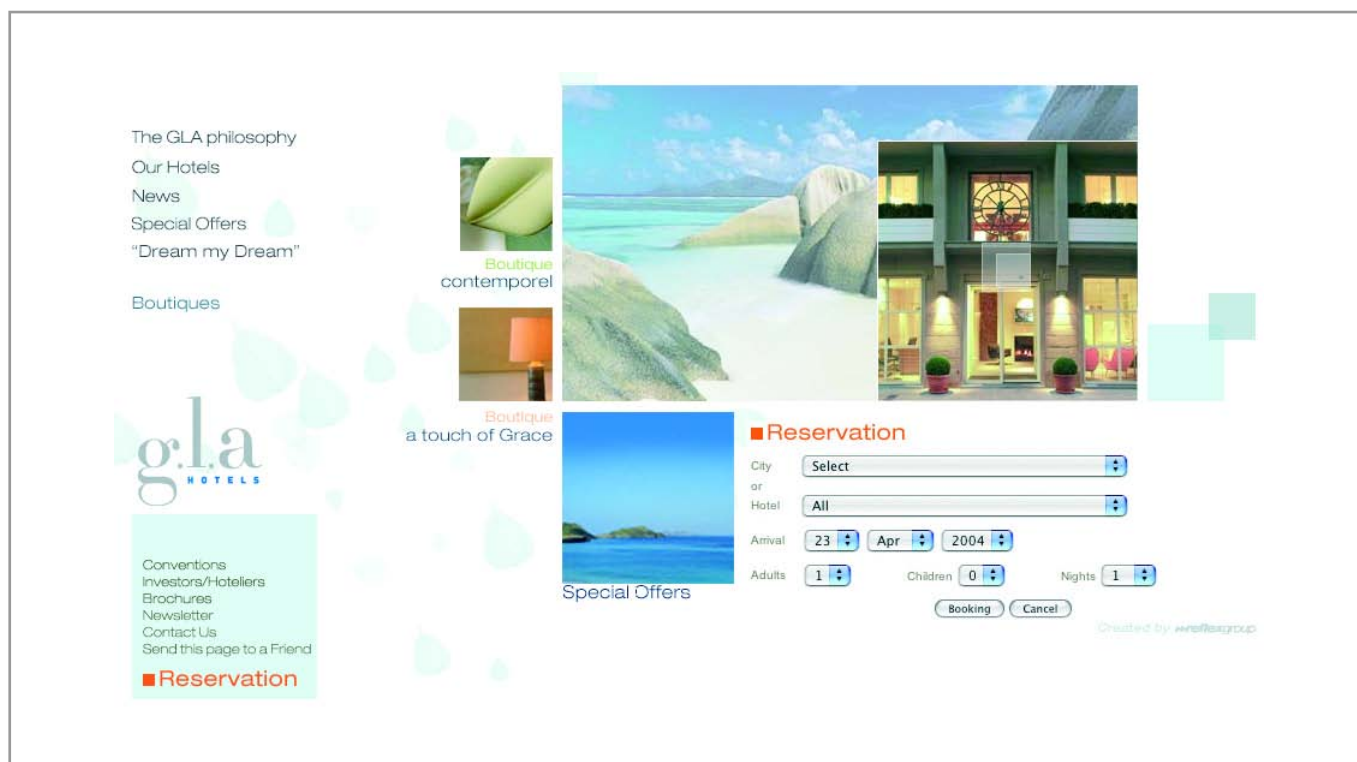 The GLA philosophy
Our Hotels
News
Special Offers
“Dream my Dream”
Boutiques
g.l.a
HOTELS
Conventions
Investors/Hoteliers
Brochures
Newsletter
Contact Us
Send this page to a Friend
Reservation
Boutique
contemporel
Boutique
a touch of Grace
Special Offers
Reservation
City
Select
or
Hotel
All
Arrival
23
Apr
2004
Adults
1
Children
0
Nights
1
Booking
Cancel
Created by